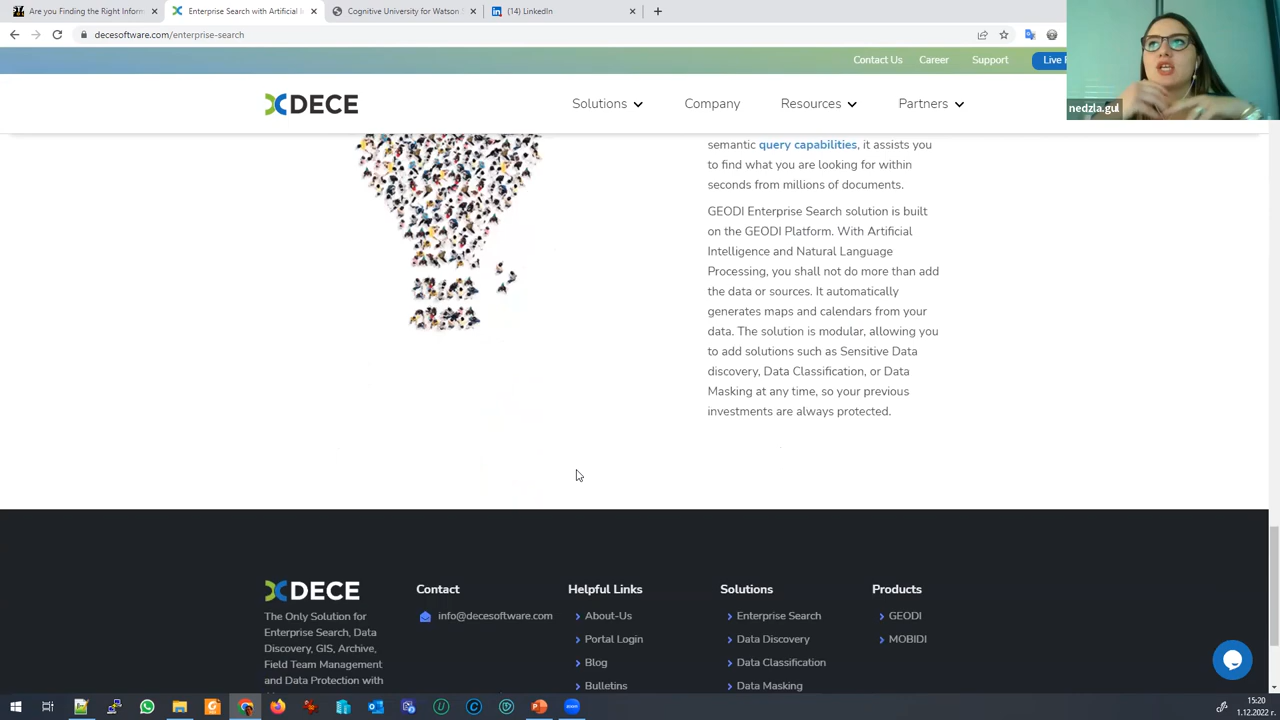 Are you Finding the Right Inform
Enterprise Search with Artificial I
Cognitive University for Watson S
(14) LinkedIn
decesoftware.com/enterprise-search
Contact Us
Career
Support
Live
DECE
Solutions
Company
Resources
Partners
nedzla.gul
semantic query capabilities, it assists you
to find what you are looking for within
seconds from millions of documents.
GEODI Enterprise Search solution is built
on the GEODI Platform. With Artificial
Intelligence and Natural Language
Processing, you shall not do more than add
the data or sources. It automatically
generates maps and calendars from your
data. The solution is modular, allowing you
to add solutions such as Sensitive Data
discovery, Data Classification, or Data
Masking at any time, so your previous
investments are always protected.
DECE
The Only Solution for
Enterprise Search, Data
Discovery, GIS, Archive,
Field Team Management
and Data Protection with
Contact
info@decesoftware.com
Helpful Links
About-Us
Portal Login
Blog
Bulletins
Solutions
Enterprise Search
Data Discovery
Data Classification
Data Masking
Products
GEODI
MOBIDI
15:20
1.12.2022 г.